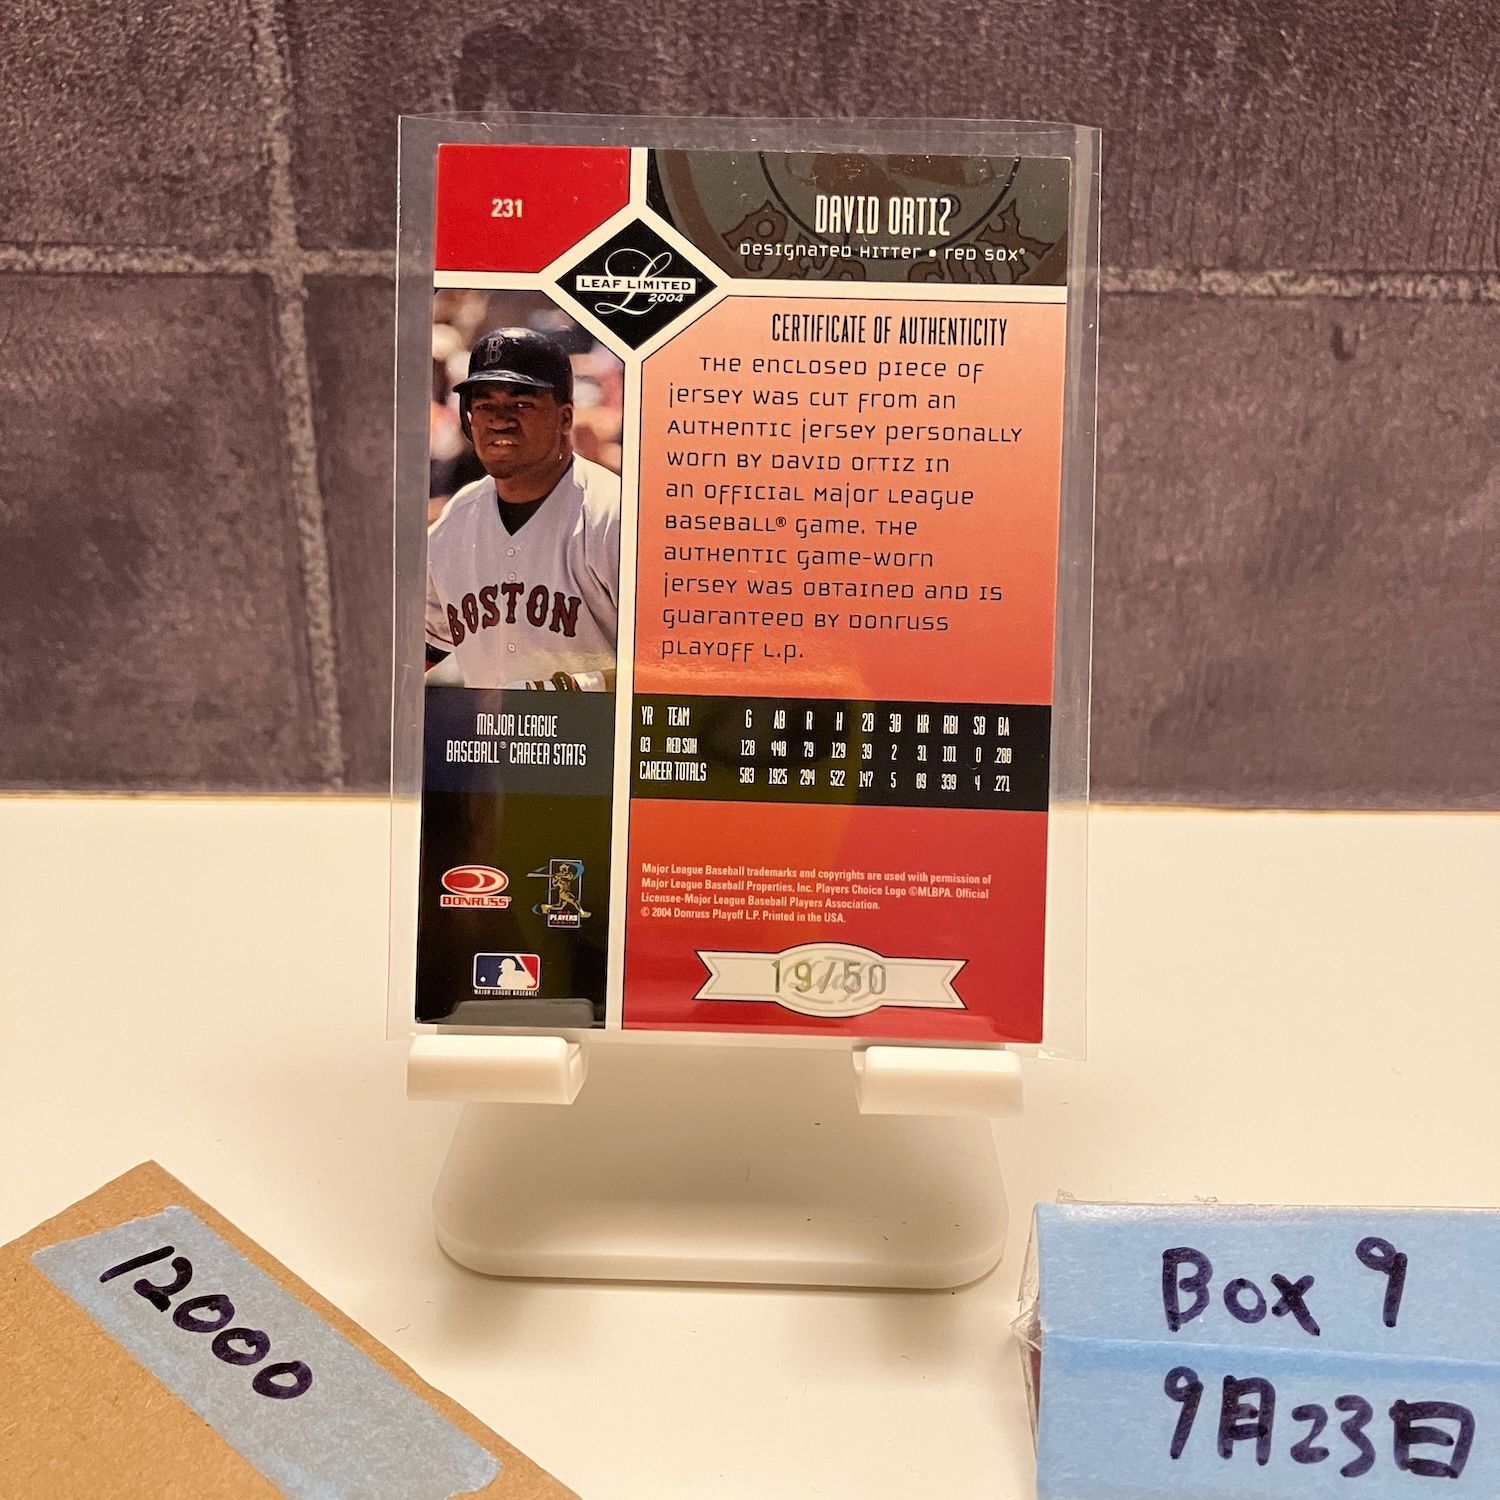 231
DAVID ORTIZ
DESIGNATED HITTER • RED SOX®
LEAF LIMITED
2004
CERTIFICATE OF AUTHENTICITY
THE ENCLOSED PIECE OF
JERSEY WAS CUT FROM AN
AUTHENTIC JERSEY PERSONALLY
WORN BY DAVID ORTIZ IN
AN OFFICIAL MAJOR LEAGUE
BASEBALL® GAME. THE
AUTHENTIC GAME-WORN
JERSEY WAS OBTAINED AND IS
GUARANTEED BY DONRUSS
PLAYOFF L.P.
B
BOSTON
MAJOR LEAGUE
BASEBALL® CAREER STATS
YR TEAM G AB R H 2B 3B HR RBI SB BA
03 RED SOX 128 448 79 129 39 2 31 101 0 .288
CAREER TOTALS 583 1925 294 522 147 5 89 339 4 .271
DONRUSS
PLAYERS
MAJOR LEAGUE BASEBALL
Major League Baseball trademarks and copyrights are used with permission of
Major League Baseball Properties, Inc. Players Choice Logo ©MLBPA. Official
Licensee-Major League Baseball Players Association.
© 2004 Donruss Playoff L.P. Printed in the USA.
19/50
12000
Box 9
9月23日